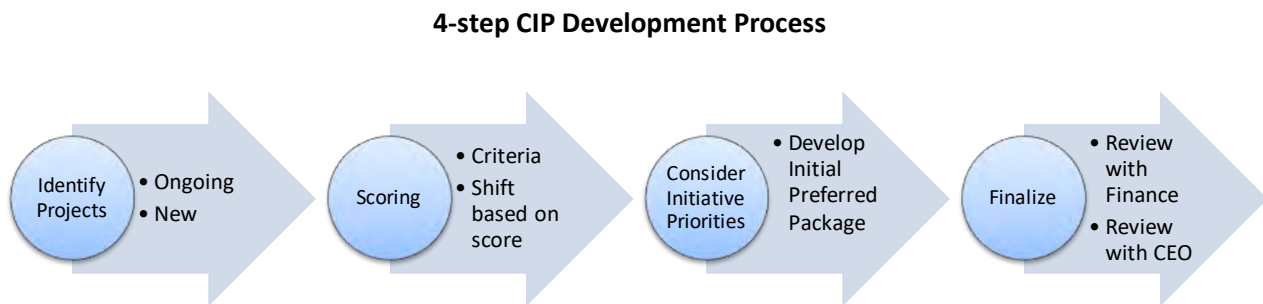 4-step CIP Development Process
Identify
Projects
• Ongoing
• New
Scoring
• Criteria
• Shift
based on
score
Consider
Initiative
Priorities
• Develop
Initial
Preferred
Package
Finalize
• Review
with
Finance
• Review
with CEO